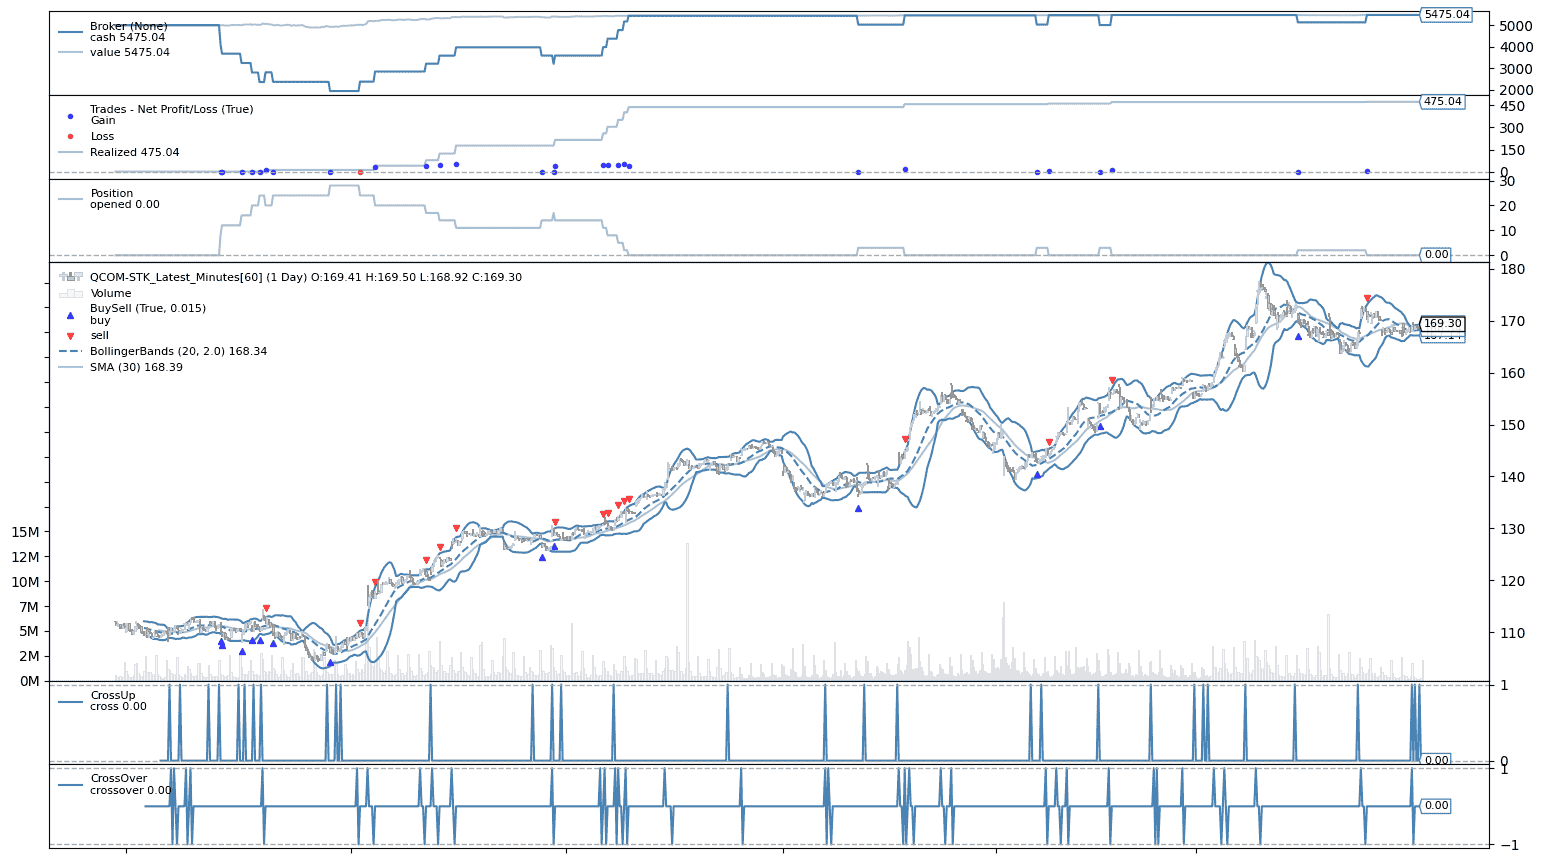 Broker (None)
cash 5475.04
value 5475.04
5475.04
5000
4000
3000
2000
Trades - Net Profit/Loss (True)
Gain
Loss
Realized 475.04
475.04
450
300
150
0
Position
opened 0.00
30
20
10
0
0.00
QCOM-STK_Latest_Minutes[60] (1 Day) O:169.41 H:169.50 L:168.92 C:169.30
Volume
BuySell (True, 0.015)
buy
sell
BollingerBands (20, 2.0) 168.34
SMA (30) 168.39
180
170
169.30
160
150
140
130
120
110
15M
12M
10M
7M
5M
2M
0M
CrossUp
cross 0.00
1
0
0.00
CrossOver
crossover 0.00
1
0.00
−1